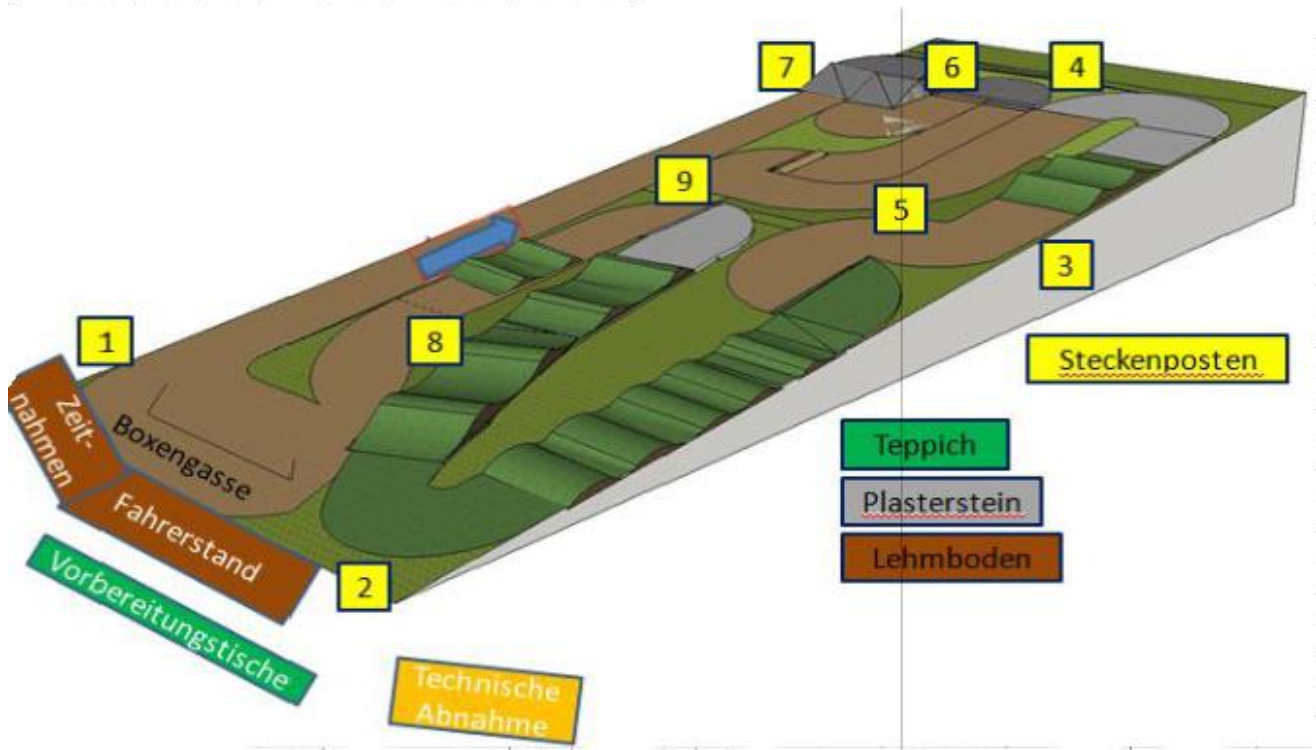 7
6
4
9
5
3
1
8
Steckenposten
Zeit-
nahmen
Boxengasse
Teppich
Plasterstein
Fahrerstand
Lehmboden
2
Vorbereitungstische
Technische
Abnahme